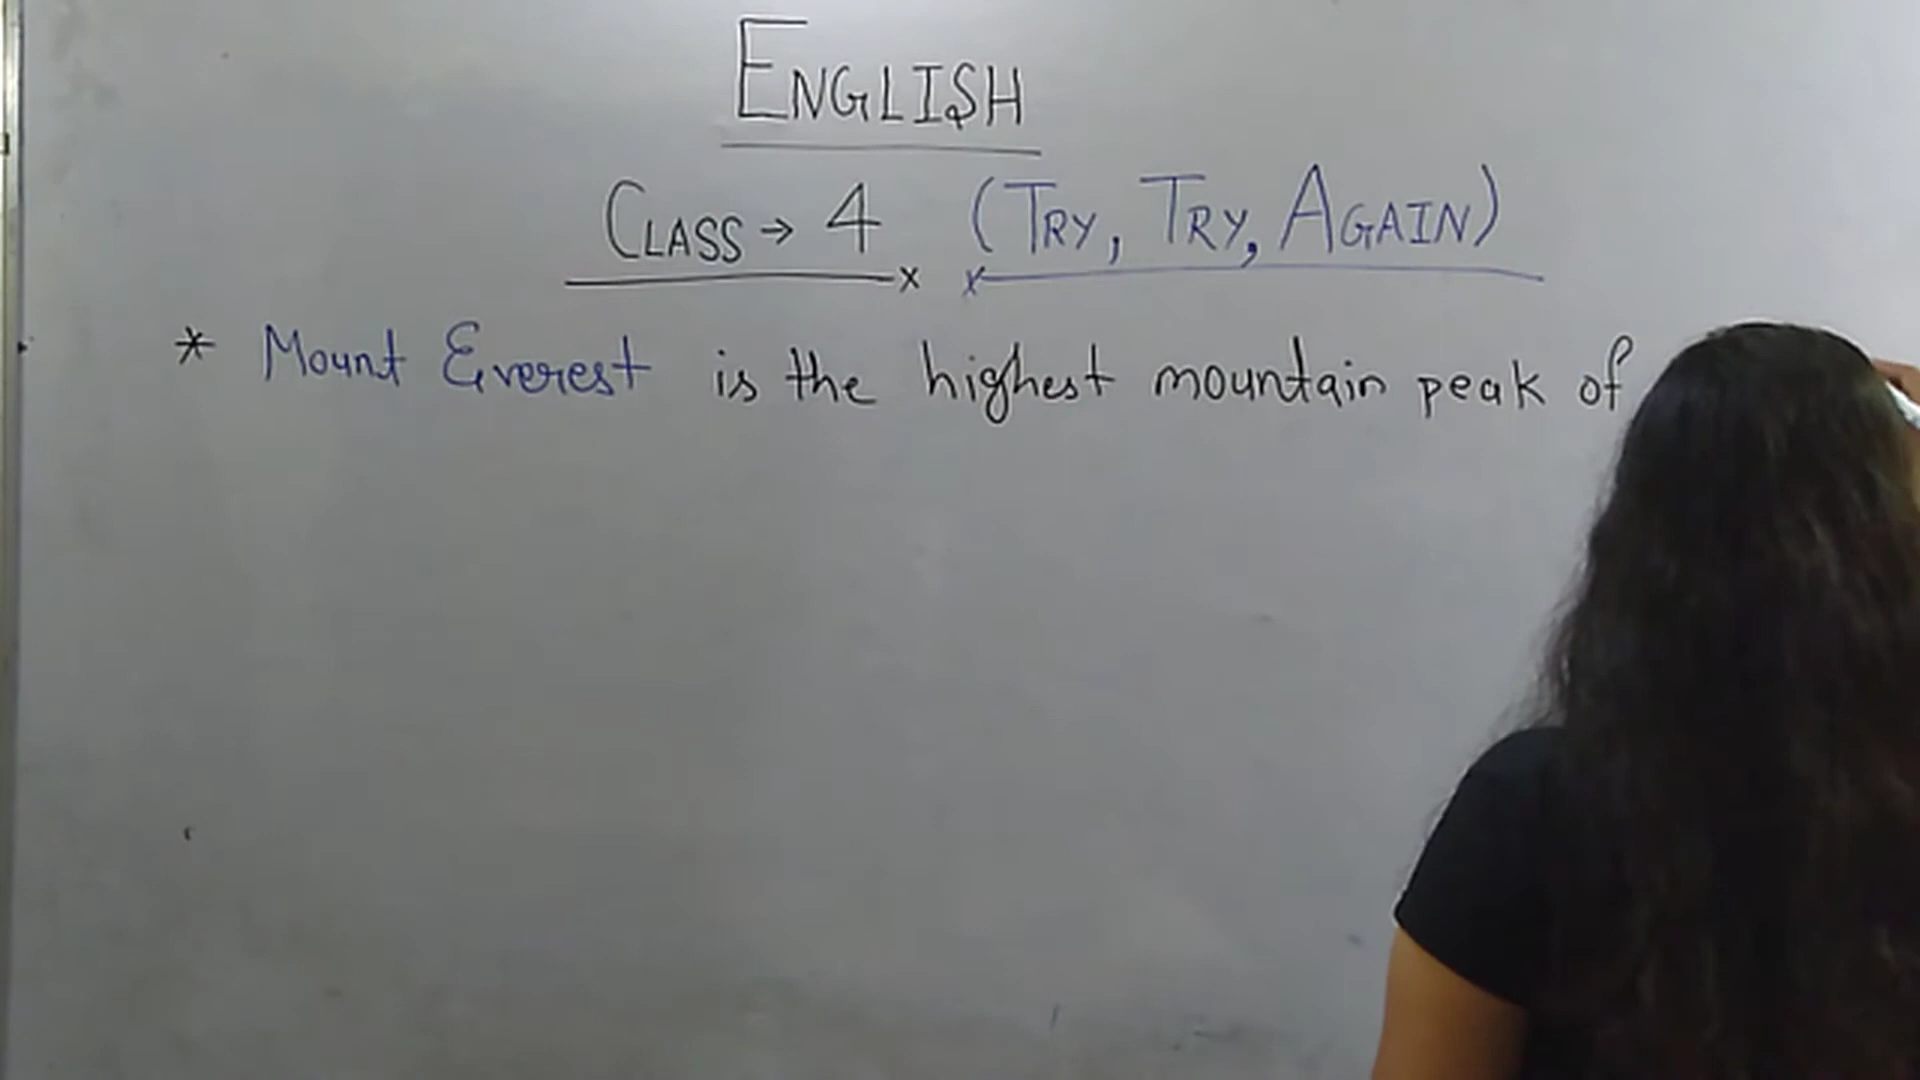 ENGLISH
CLASS → 4 (TRY, TRY, AGAIN)
* Mount Everest is the highest mountain peak of